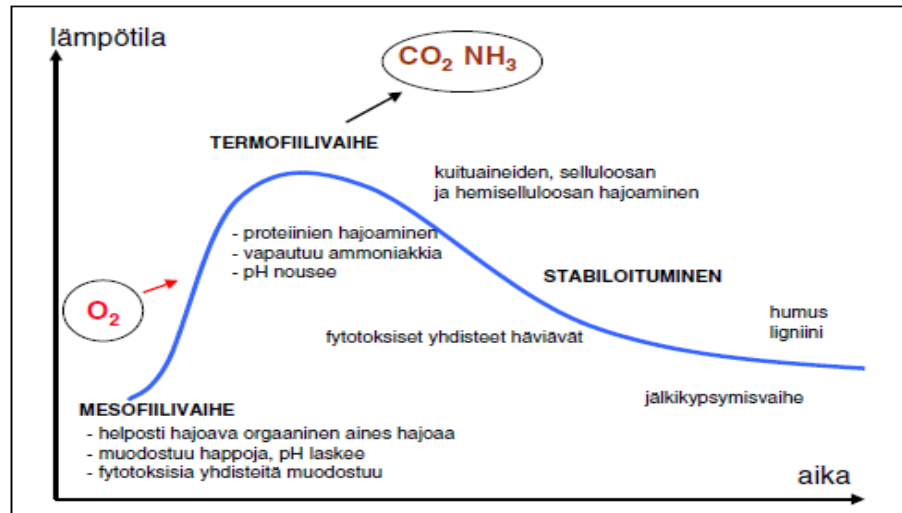 lämpötila
CO₂ NH₃
TERMOFIILIVAIHE
kuituaineiden, selluloosan
ja hemiselluloosan hajoaminen
- proteiinien hajoaminen
- vapautuu ammoniakkia
- pH nousee
STABILOITUMINEN
O₂
humus
ligniini
fytotoksiset yhdisteet häviävät
jälkikypsymisvaihe
MESOFIILIVAIHE
- helposti hajoava orgaaninen aines hajoaa
- muodostuu happoja, pH laskee
- fytotoksisia yhdisteitä muodostuu
aika